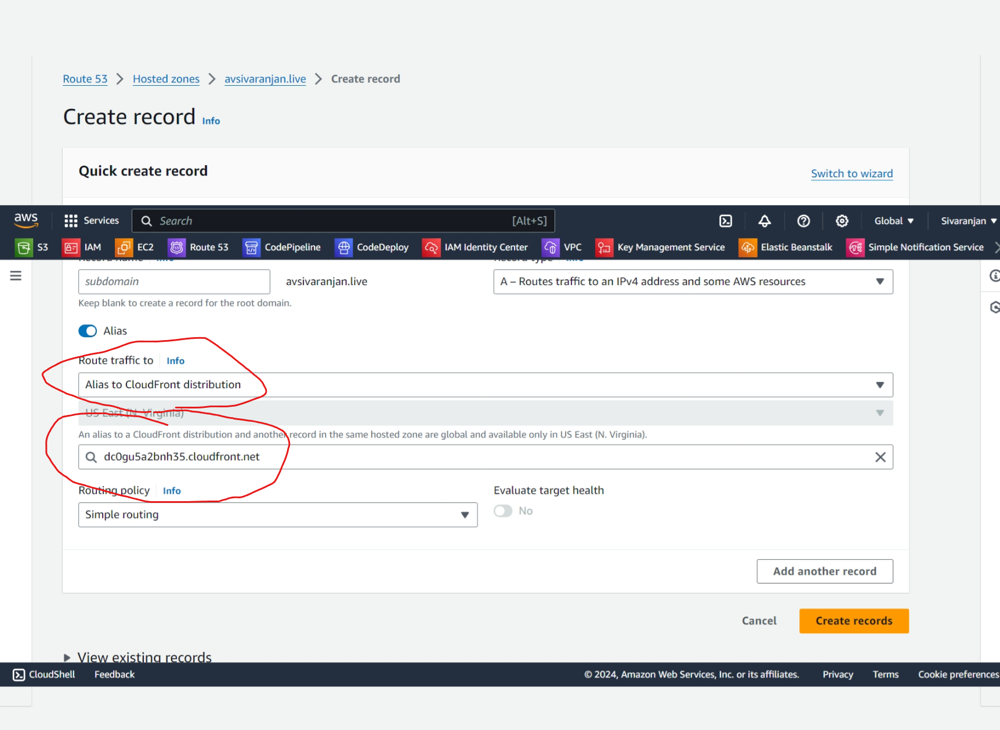 Route 53 > Hosted zones > avsivaranjan.live > Create record
Create record Info
Quick create record
Switch to wizard
aws Services Search [Alt+S] Global Sivaranjan
S3 IAM EC2 Route 53 CodePipeline CodeDeploy IAM Identity Center VPC Key Management Service Elastic Beanstalk Simple Notification Service
Record name Info Record type Info
subdomain avsivaranjan.live A – Routes traffic to an IPv4 address and some AWS resources
Keep blank to create a record for the root domain.
Alias
Route traffic to Info
Alias to CloudFront distribution
US East (N. Virginia)
An alias to a CloudFront distribution and another record in the same hosted zone are global and available only in US East (N. Virginia).
dc0gu5a2bnh35.cloudfront.net
Routing policy Info Evaluate target health
Simple routing No
Add another record
Cancel Create records
View existing records
CloudShell Feedback © 2024, Amazon Web Services, Inc. or its affiliates. Privacy Terms Cookie preferences